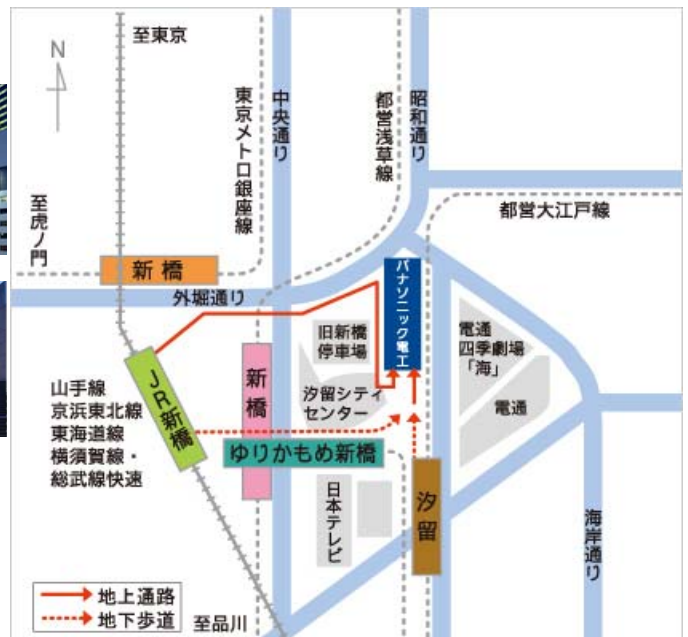 至東京
N
東京メトロ銀座線
中央通り
都営浅草線
昭和通り
至虎ノ門
都営大江戸線
新橋
外堀通り
パナソニック電工
旧新橋
停車場
電通
四季劇場
「海」
JR新橋
新橋
山手線
京浜東北線
東海道線
横須賀線・
総武線快速
汐留シティ
センター
電通
ゆりかもめ新橋
日本テレビ
汐留
海岸通り
地上通路
地下歩道
至品川